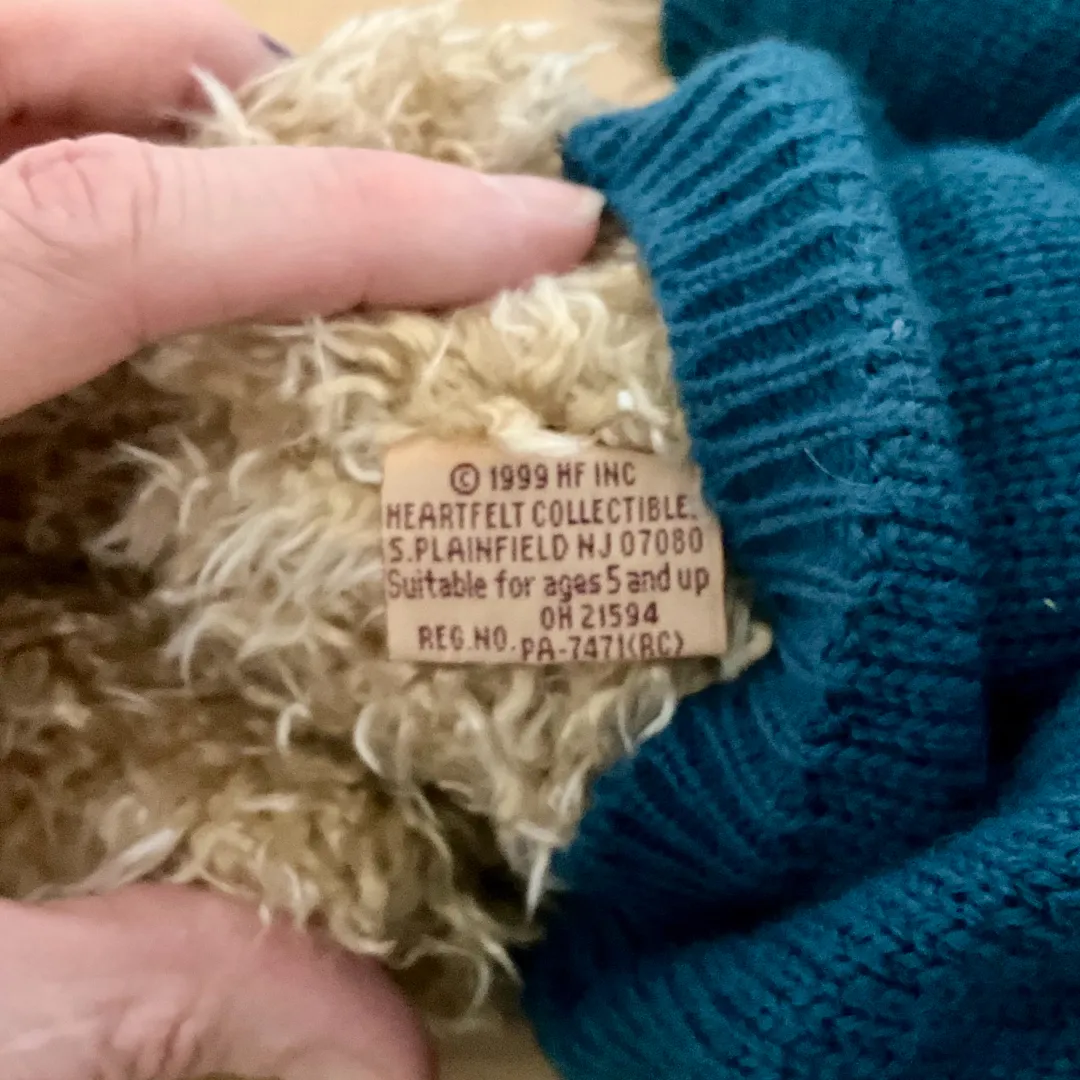 © 1999 HF INC
HEARTFELT COLLECTIBLE.
S.PLAINFIELD NJ 07080
Suitable for ages 5 and up
OH 21594
REG.NO. PA-7471(RC)